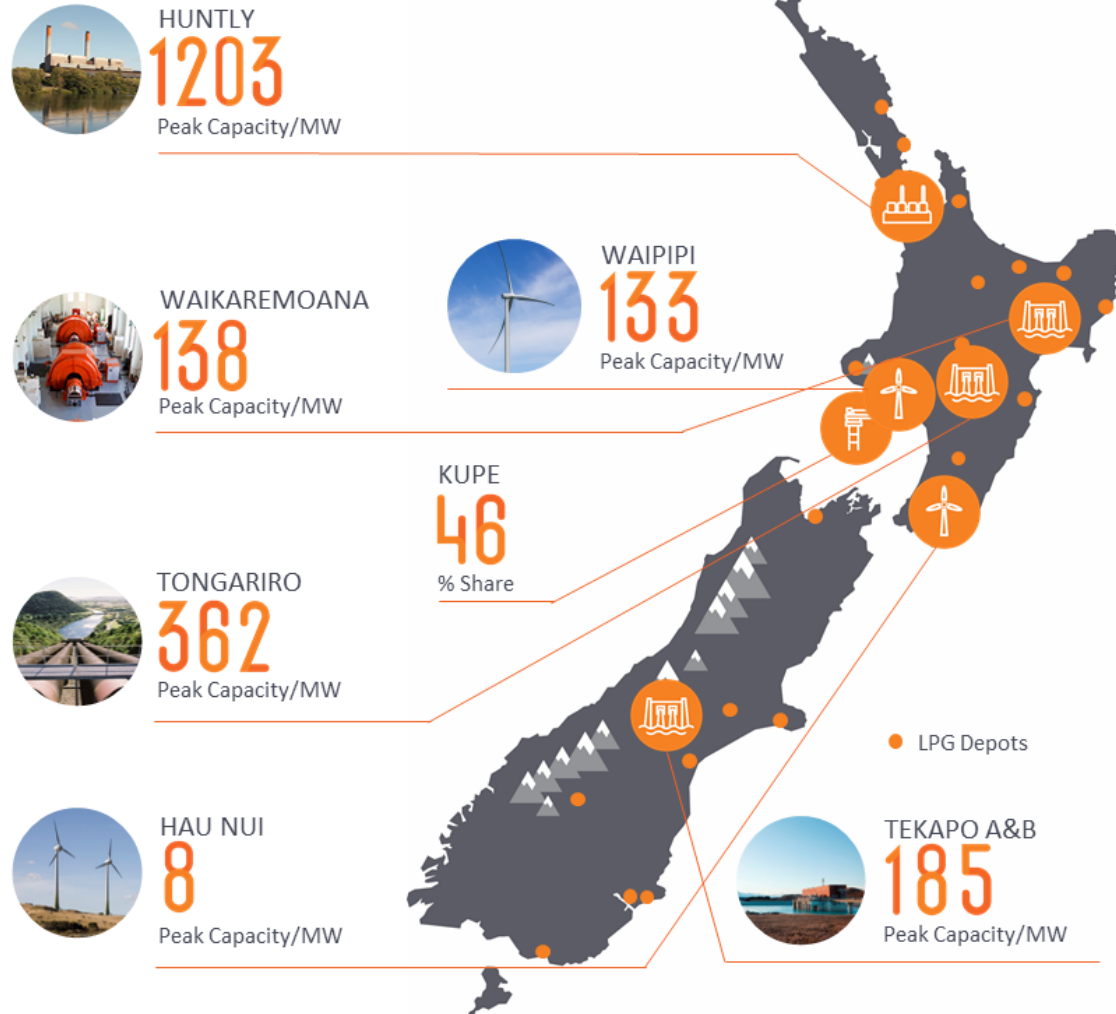 HUNTLY
1203
Peak Capacity/MW
WAIPIPI
133
Peak Capacity/MW
WAIKAREMOANA
138
Peak Capacity/MW
KUPE
46
% Share
TONGARIRO
362
Peak Capacity/MW
LPG Depots
HAU NUI
8
Peak Capacity/MW
TEKAPO A&B
185
Peak Capacity/MW